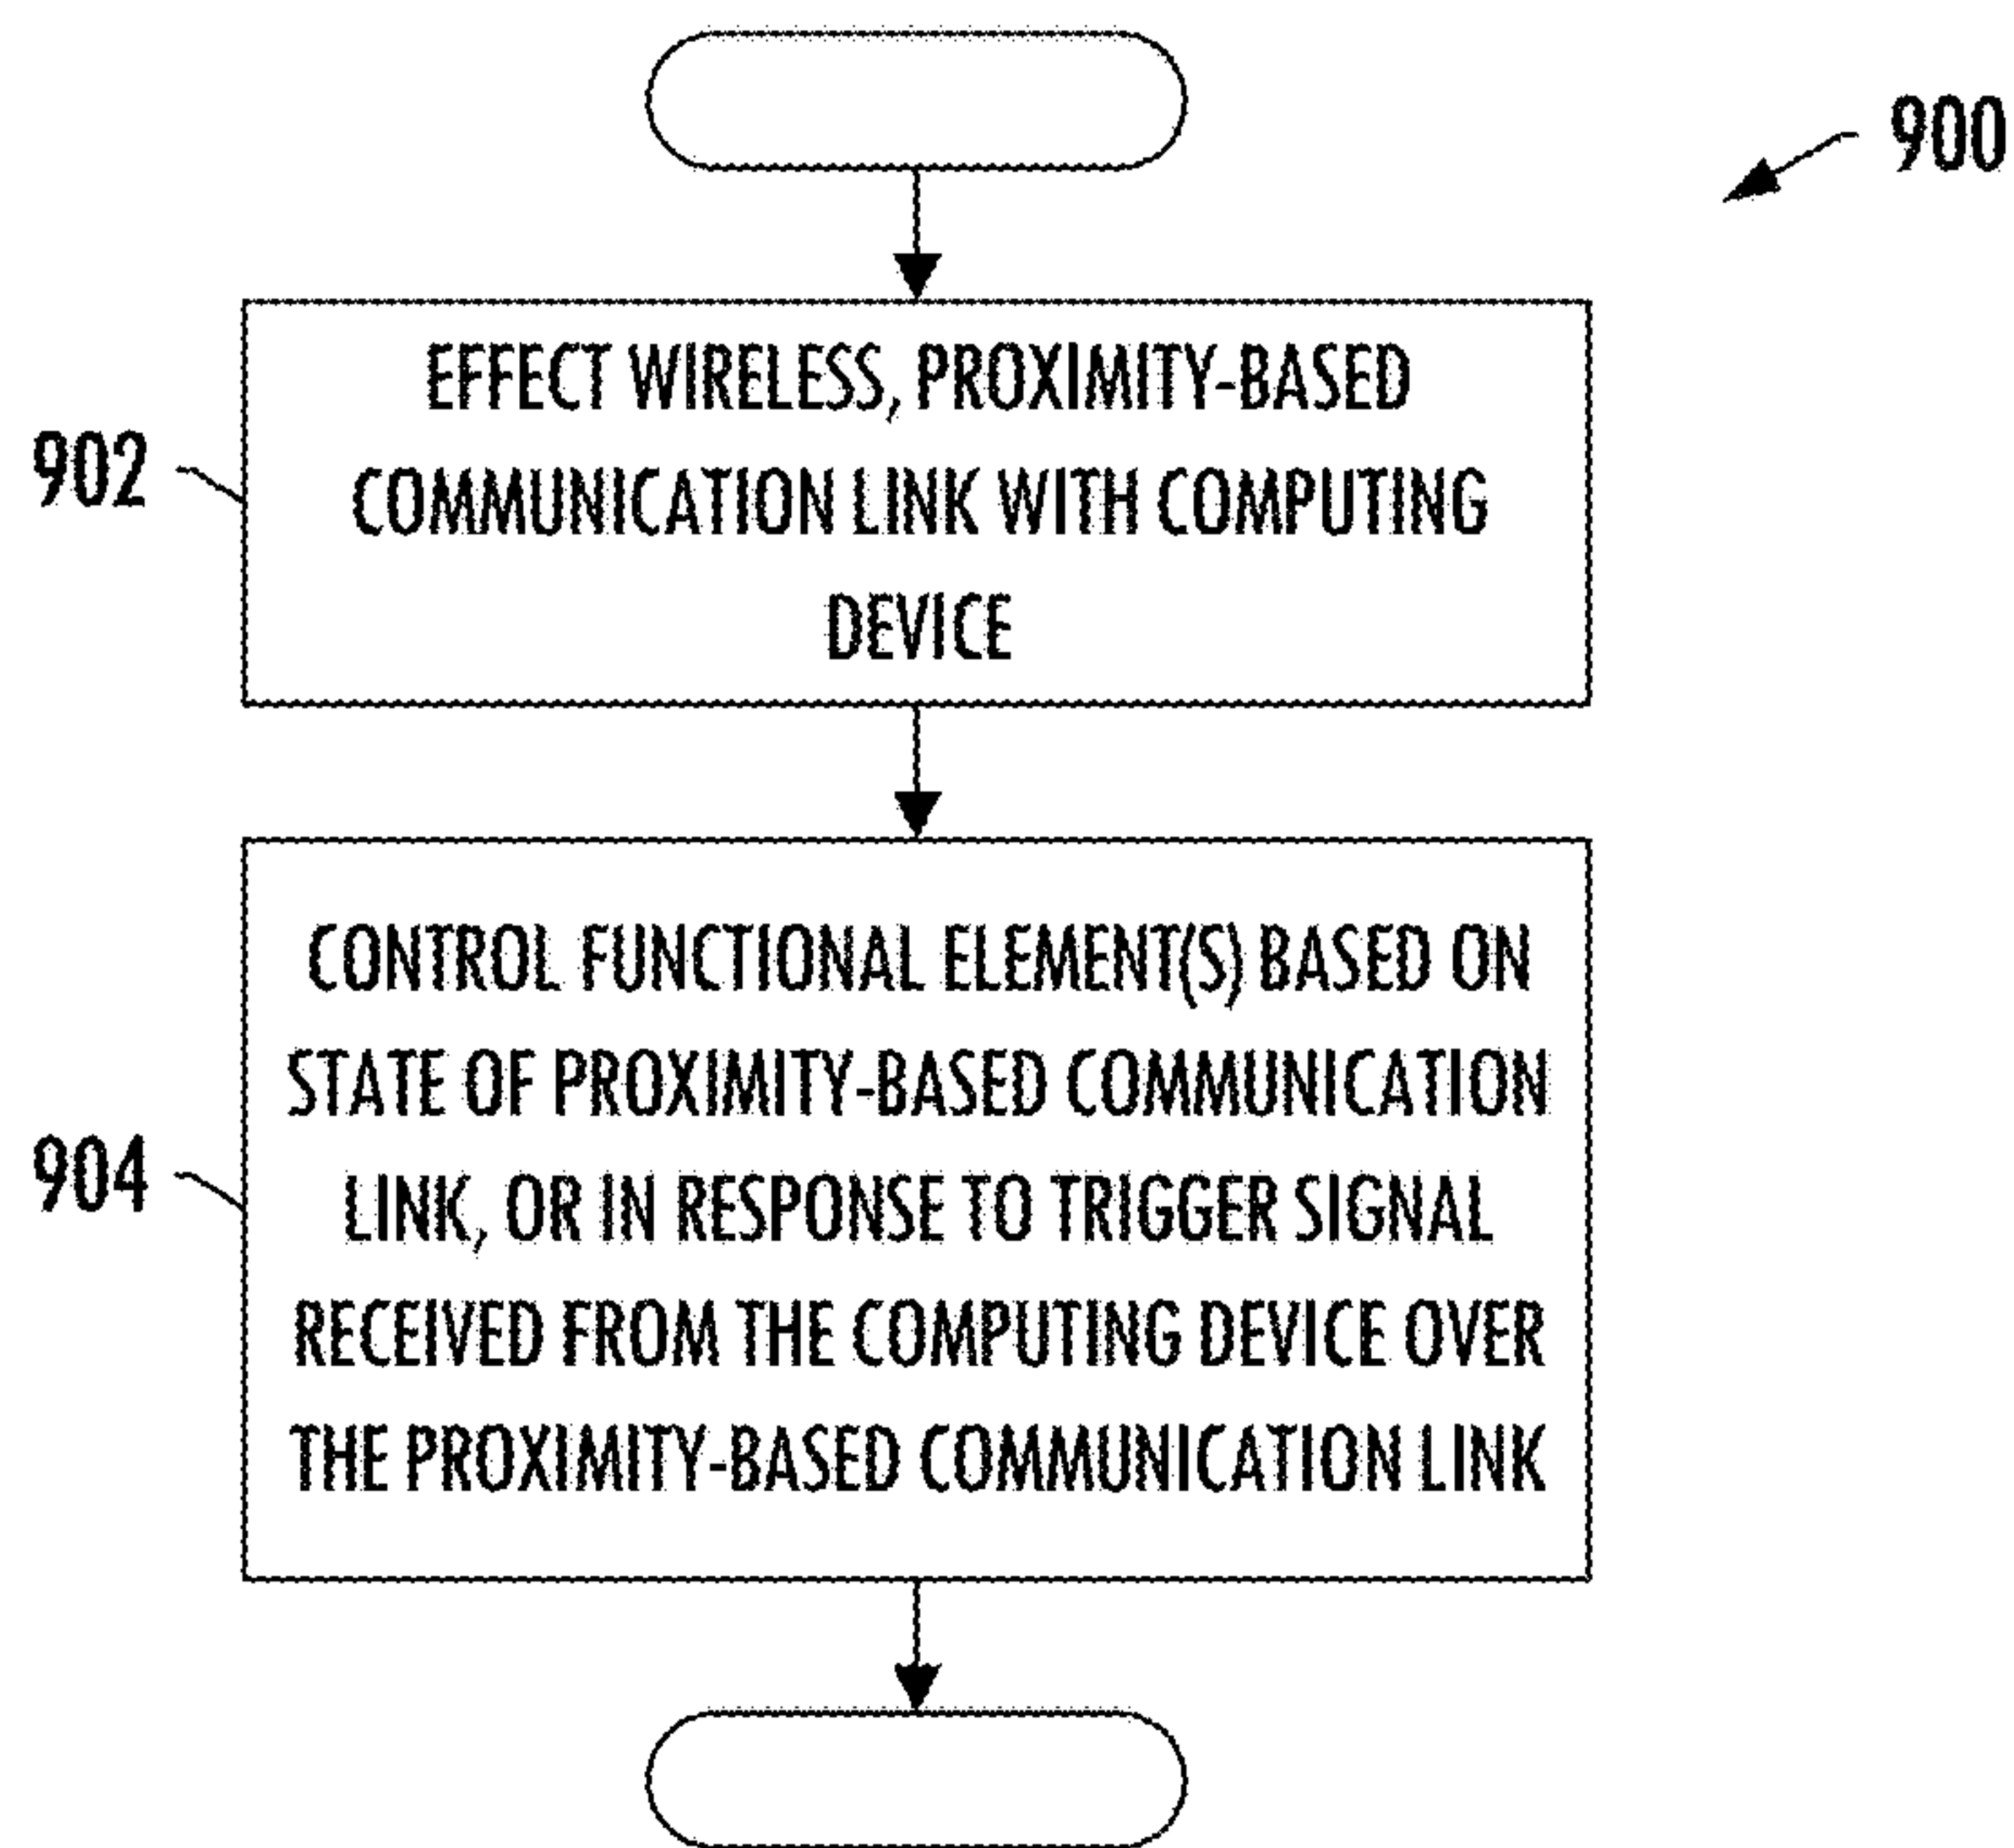 900
902
EFFECT WIRELESS, PROXIMITY-BASED
COMMUNICATION LINK WITH COMPUTING
DEVICE
904
CONTROL FUNCTIONAL ELEMENT(S) BASED ON
STATE OF PROXIMITY-BASED COMMUNICATION
LINK, OR IN RESPONSE TO TRIGGER SIGNAL
RECEIVED FROM THE COMPUTING DEVICE OVER
THE PROXIMITY-BASED COMMUNICATION LINK